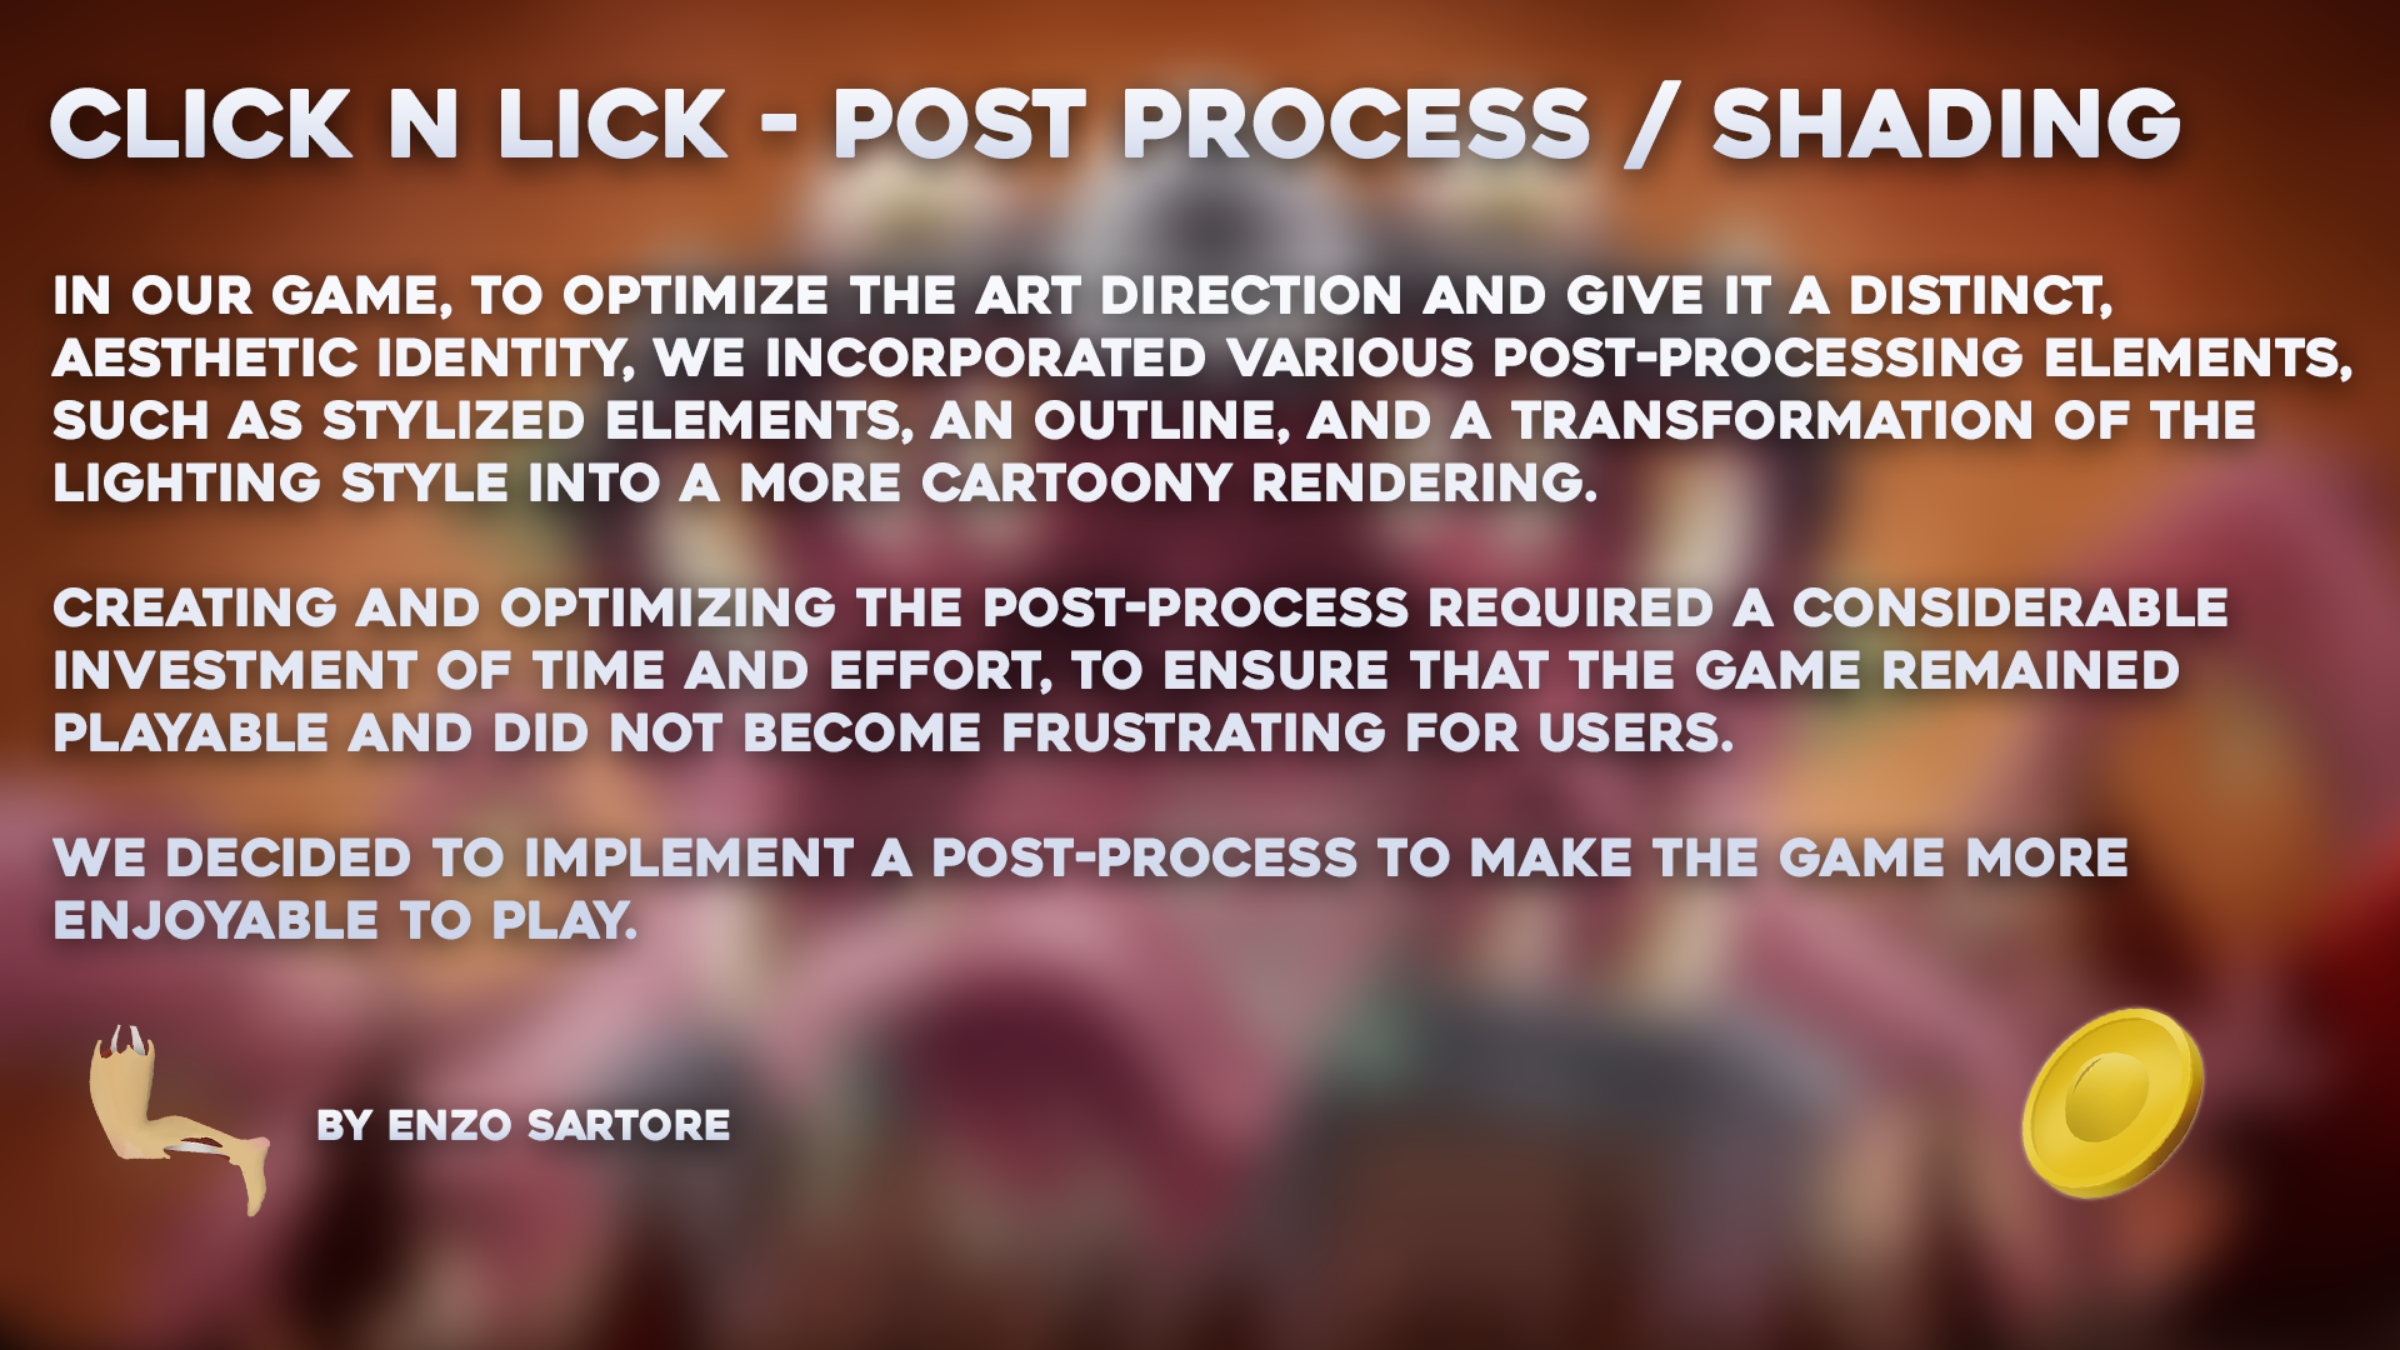 CLICK N LICK - POST PROCESS / SHADING
IN OUR GAME, TO OPTIMIZE THE ART DIRECTION AND GIVE IT A DISTINCT,
AESTHETIC IDENTITY, WE INCORPORATED VARIOUS POST-PROCESSING ELEMENTS,
SUCH AS STYLIZED ELEMENTS, AN OUTLINE, AND A TRANSFORMATION OF THE
LIGHTING STYLE INTO A MORE CARTOONY RENDERING.
CREATING AND OPTIMIZING THE POST-PROCESS REQUIRED A CONSIDERABLE
INVESTMENT OF TIME AND EFFORT, TO ENSURE THAT THE GAME REMAINED
PLAYABLE AND DID NOT BECOME FRUSTRATING FOR USERS.
WE DECIDED TO IMPLEMENT A POST-PROCESS TO MAKE THE GAME MORE
ENJOYABLE TO PLAY.
BY ENZO SARTORE